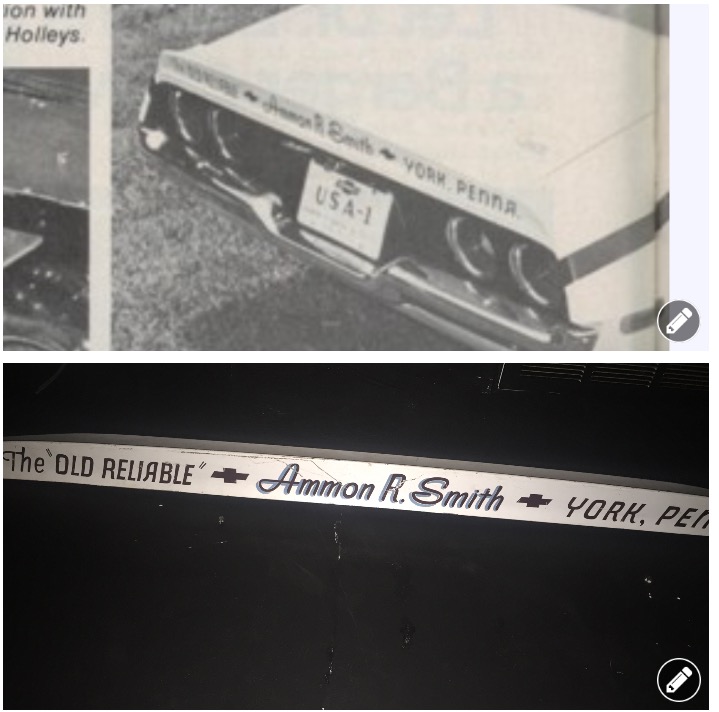 ion with
Holleys.
Ammon R. Smith YORK, PENNA.
USA-1
The "OLD RELIABLE" Ammon R. Smith YORK, PEN